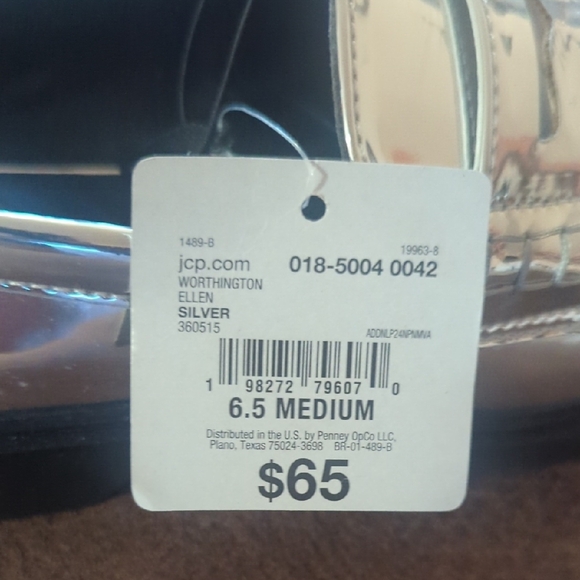 1489-B 19963-8
jcp.com 018-5004 0042
WORTHINGTON
ELLEN
SILVER
360515 ADDNLP24NPNMVA
1 98272 79607 0
6.5 MEDIUM
Distributed in the U.S. by Penney OpCo LLC,
Plano, Texas 75024-3698 BR-01-489-B
$65